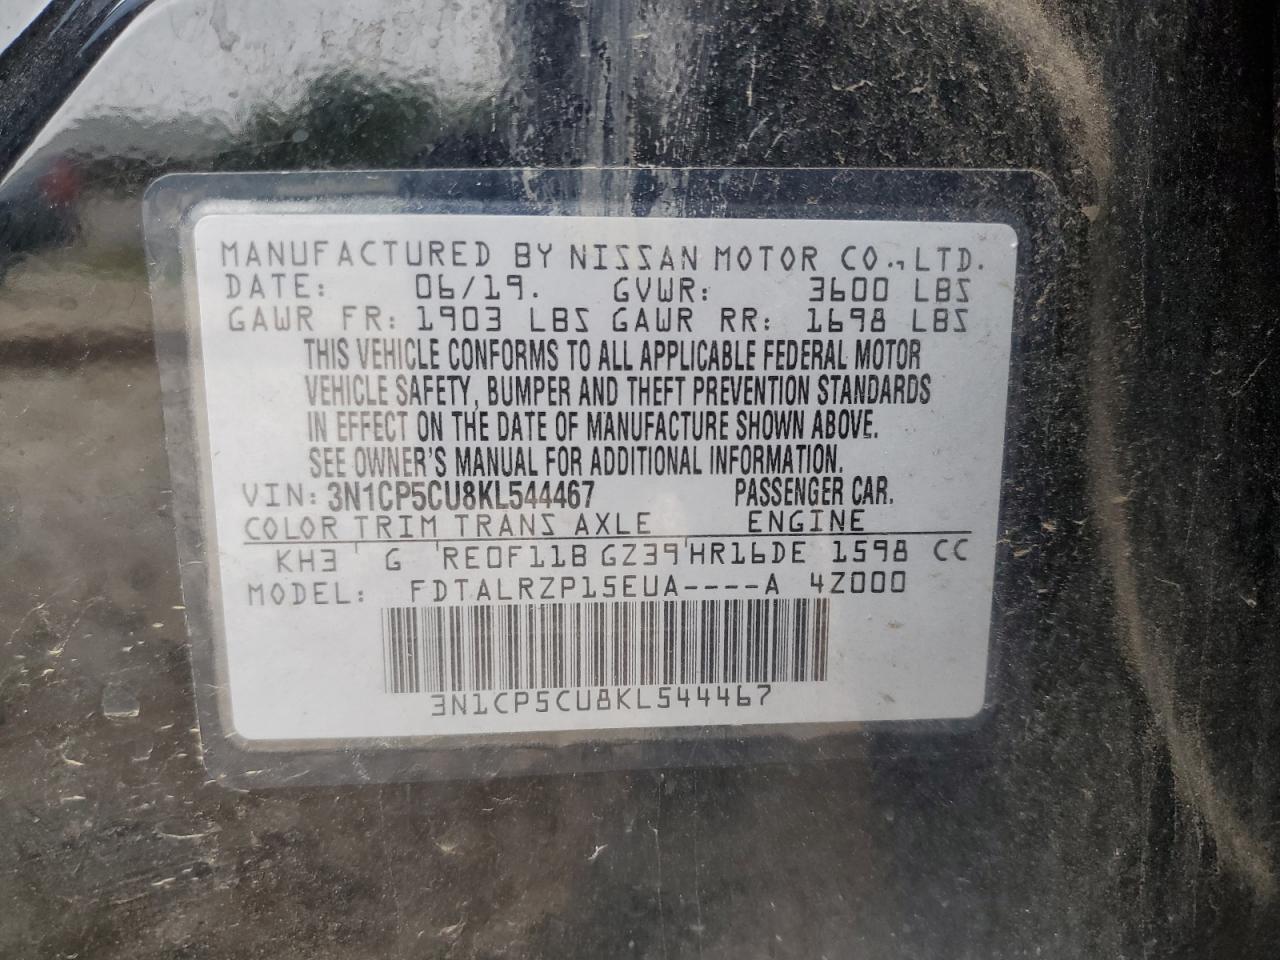 MANUFACTURED BY NISSAN MOTOR CO., LTD.
DATE: 06/19. GVWR: 3600 LBS
GAWR FR: 1903 LBS GAWR RR: 1698 LBS
THIS VEHICLE CONFORMS TO ALL APPLICABLE FEDERAL MOTOR
VEHICLE SAFETY, BUMPER AND THEFT PREVENTION STANDARDS
IN EFFECT ON THE DATE OF MANUFACTURE SHOWN ABOVE.
SEE OWNER'S MANUAL FOR ADDITIONAL INFORMATION.
VIN: 3N1CP5CU8KL544467 PASSENGER CAR.
COLOR TRIM TRANS AXLE ENGINE
KH3 G RE0F11B GZ39 HR16DE 1598 CC
MODEL: FDTALRZP15EUA----A 4Z000
3N1CP5CU8KL544467